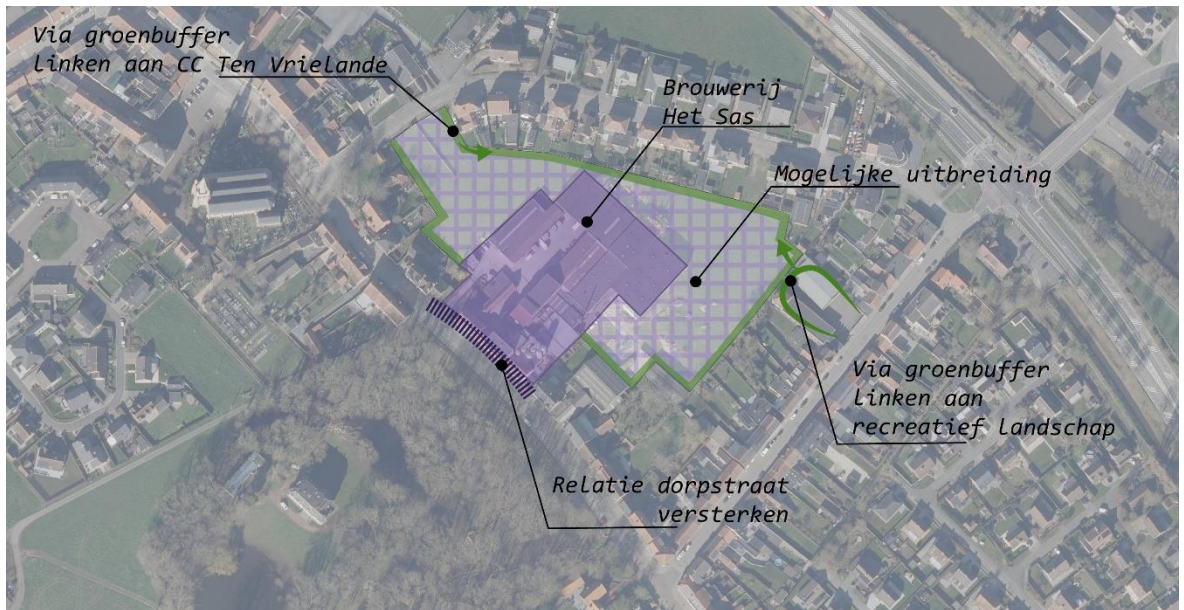 Via groenbuffer
linken aan CC Ten Vrielande
Brouwerij
Het Sas
Mogelijke uitbreiding
Via groenbuffer
linken aan
recreatief landschap
Relatie dorpstraat
versterken